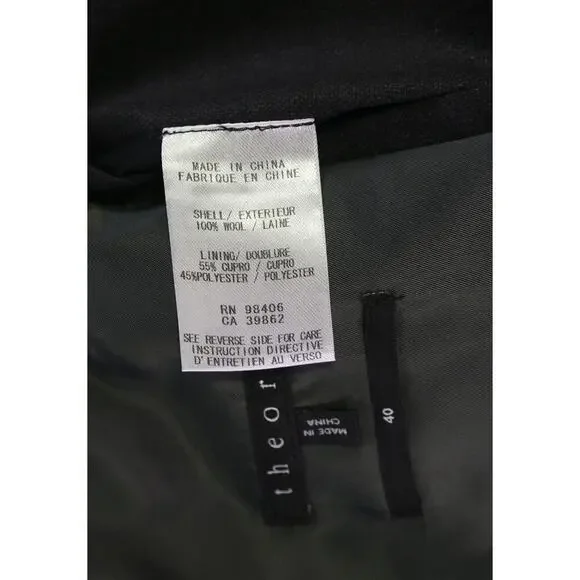 MADE IN CHINA
FABRIQUE EN CHINE
SHELL/ EXTERIEUR
100% WOOL / LAINE
LINING/ DOUBLURE
55% CUPRO / CUPRO
45%POLYESTER / POLYESTER
RN 98406
CA 39862
SEE REVERSE SIDE FOR CARE
INSTRUCTION DIRECTIVE
D'ENTRETIEN AU VERSO
theor
MADE IN
CHINA
40